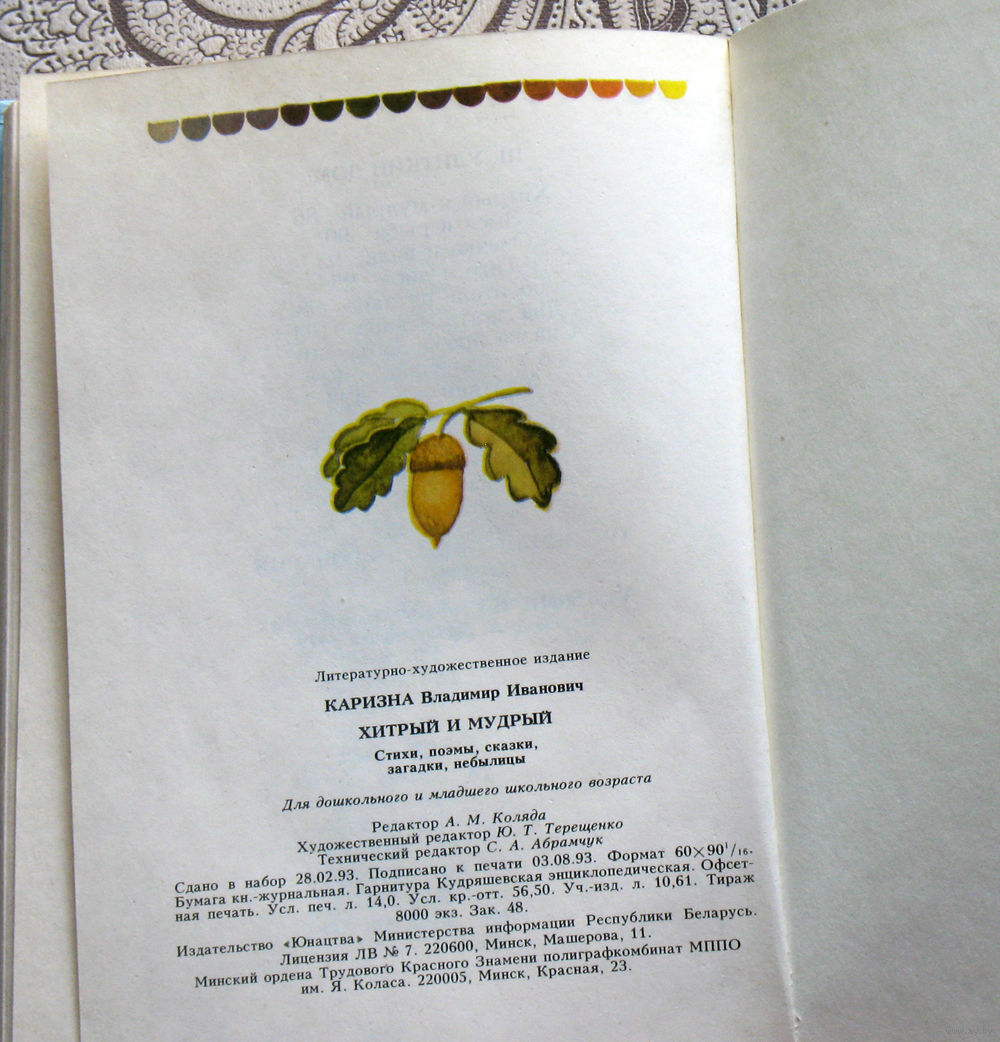 Литературно-художественное издание
КАРИЗНА Владимир Иванович
ХИТРЫЙ И МУДРЫЙ
Стихи, поэмы, сказки,
загадки, небылицы
Для дошкольного и младшего школьного возраста
Редактор А. М. Коляда
Художественный редактор Ю. Т. Терещенко
Технический редактор С. А. Абрамчук
Сдано в набор 28.02.93. Подписано к печати 03.08.93. Формат 60×90¹/₁₆.
Бумага кн.-журнальная. Гарнитура Кудряшевская энциклопедическая. Офсет-
ная печать. Усл. печ. л. 14,0. Усл. кр.-отт. 56,50. Уч.-изд. л. 10,61. Тираж
8000 экз. Зак. 48.
Издательство «Юнацтва» Министерства информации Республики Беларусь.
Лицензия ЛВ № 7. 220600, Минск, Машерова, 11.
Минский ордена Трудового Красного Знамени полиграфкомбинат МППО
им. Я. Коласа. 220005, Минск, Красная, 23.